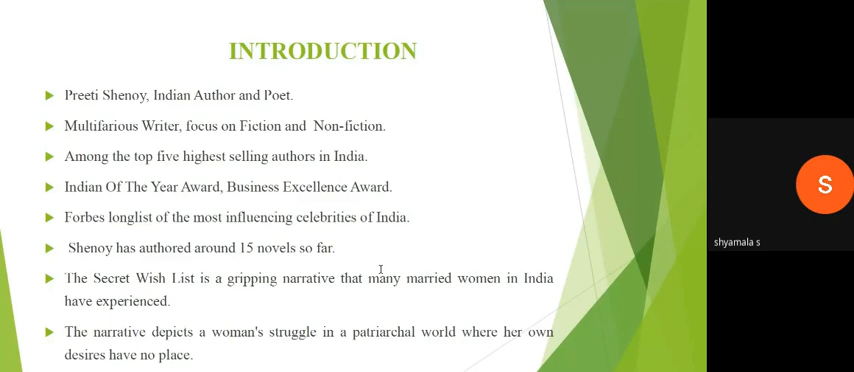 INTRODUCTION
Preeti Shenoy, Indian Author and Poet.
Multifarious Writer, focus on Fiction and Non-fiction.
Among the top five highest selling authors in India.
Indian Of The Year Award, Business Excellence Award.
Forbes longlist of the most influencing celebrities of India.
Shenoy has authored around 15 novels so far.
The Secret Wish List is a gripping narrative that many married women in India
have experienced.
The narrative depicts a woman's struggle in a patriarchal world where her own
desires have no place.
S
shyamala s